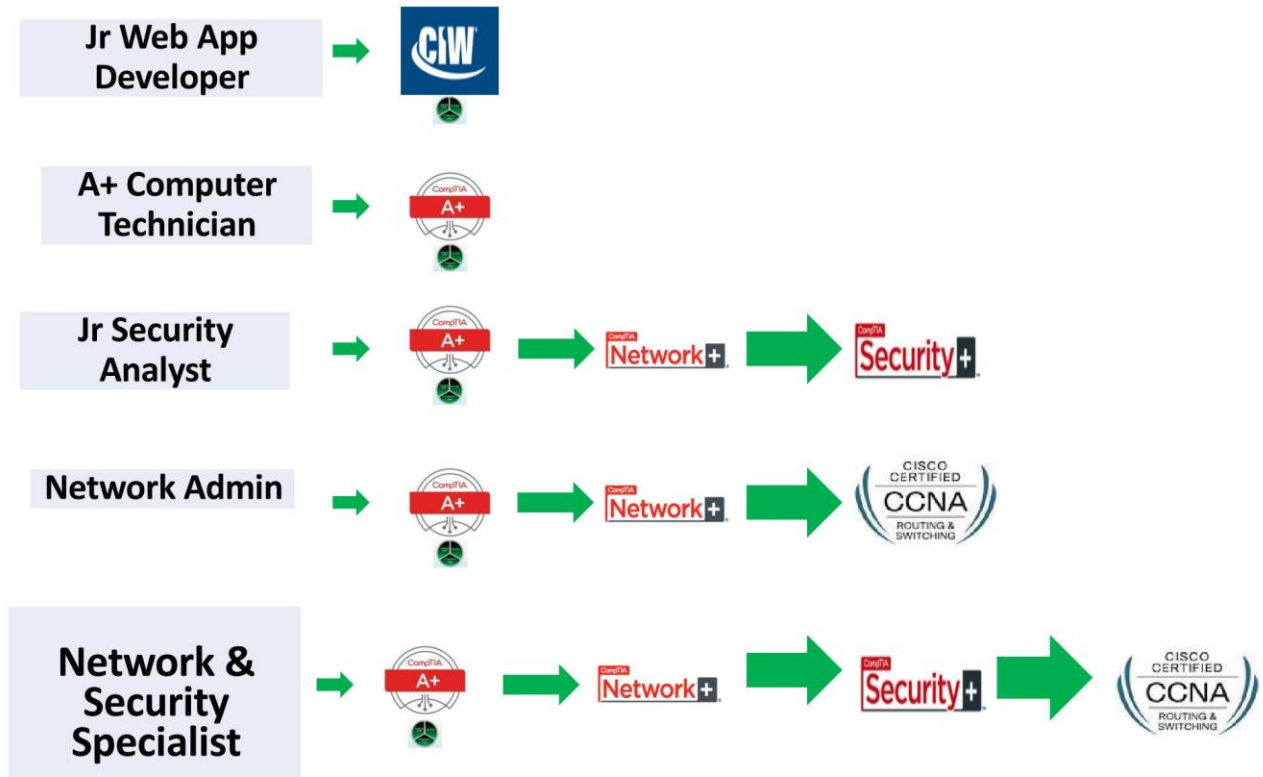 Jr Web App
Developer
CIW
A+ Computer
Technician
CompTIA
A+
Jr Security
Analyst
CompTIA
A+
CompTIA
Network+
CompTIA
Security+
Network Admin
CompTIA
A+
CompTIA
Network+
CISCO
CERTIFIED
CCNA
ROUTING &
SWITCHING
Network &
Security
Specialist
CompTIA
A+
CompTIA
Network+
CompTIA
Security+
CISCO
CERTIFIED
CCNA
ROUTING &
SWITCHING